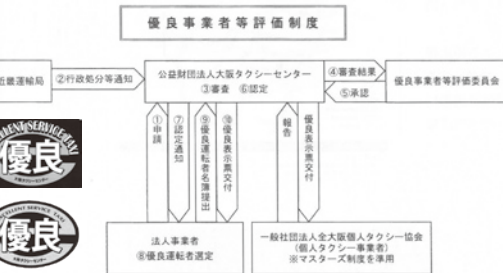 優良事業者等評価制度
近畿運輸局
②行政処分等通知
公益財団法人大阪タクシーセンター
③審査 ⑥認定
④審査結果
⑤承認
優良事業者等評価委員会
①申請
⑦認定通知
⑨優良運転者名簿提出
⑩優良表示票交付
報告
優良表示票交付
法人事業者
⑧優良運転者選定
一般社団法人全大阪個人タクシー協会
(個人タクシー事業者)
※マスターズ制度を準用
EXCELLENT SERVICE TAXI
優良
EXCELLENT SERVICE TAXI
優良